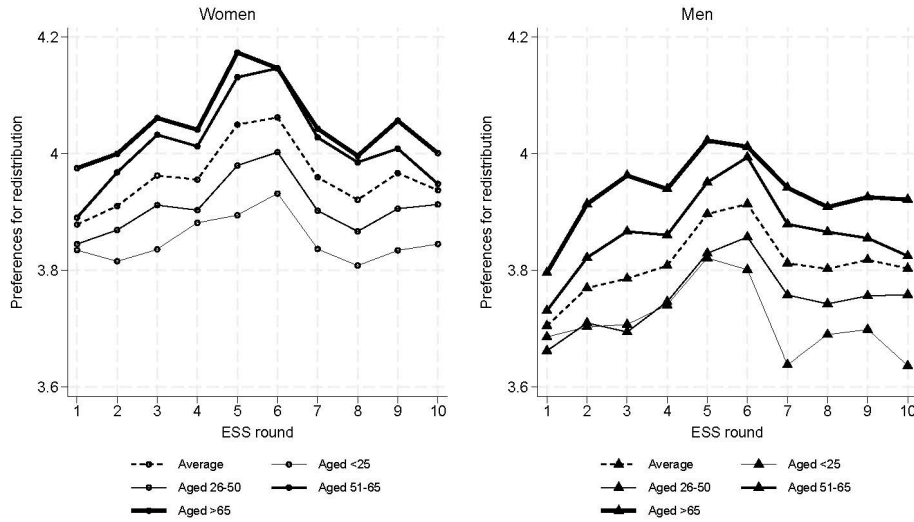 Women
Preferences for redistribution
4.2
4
3.8
3.6
1 2 3 4 5 6 7 8 9 10
ESS round
Average
Aged <25
Aged 26-50
Aged 51-65
Aged >65
Men
Preferences for redistribution
4.2
4
3.8
3.6
1 2 3 4 5 6 7 8 9 10
ESS round
Average
Aged <25
Aged 26-50
Aged 51-65
Aged >65